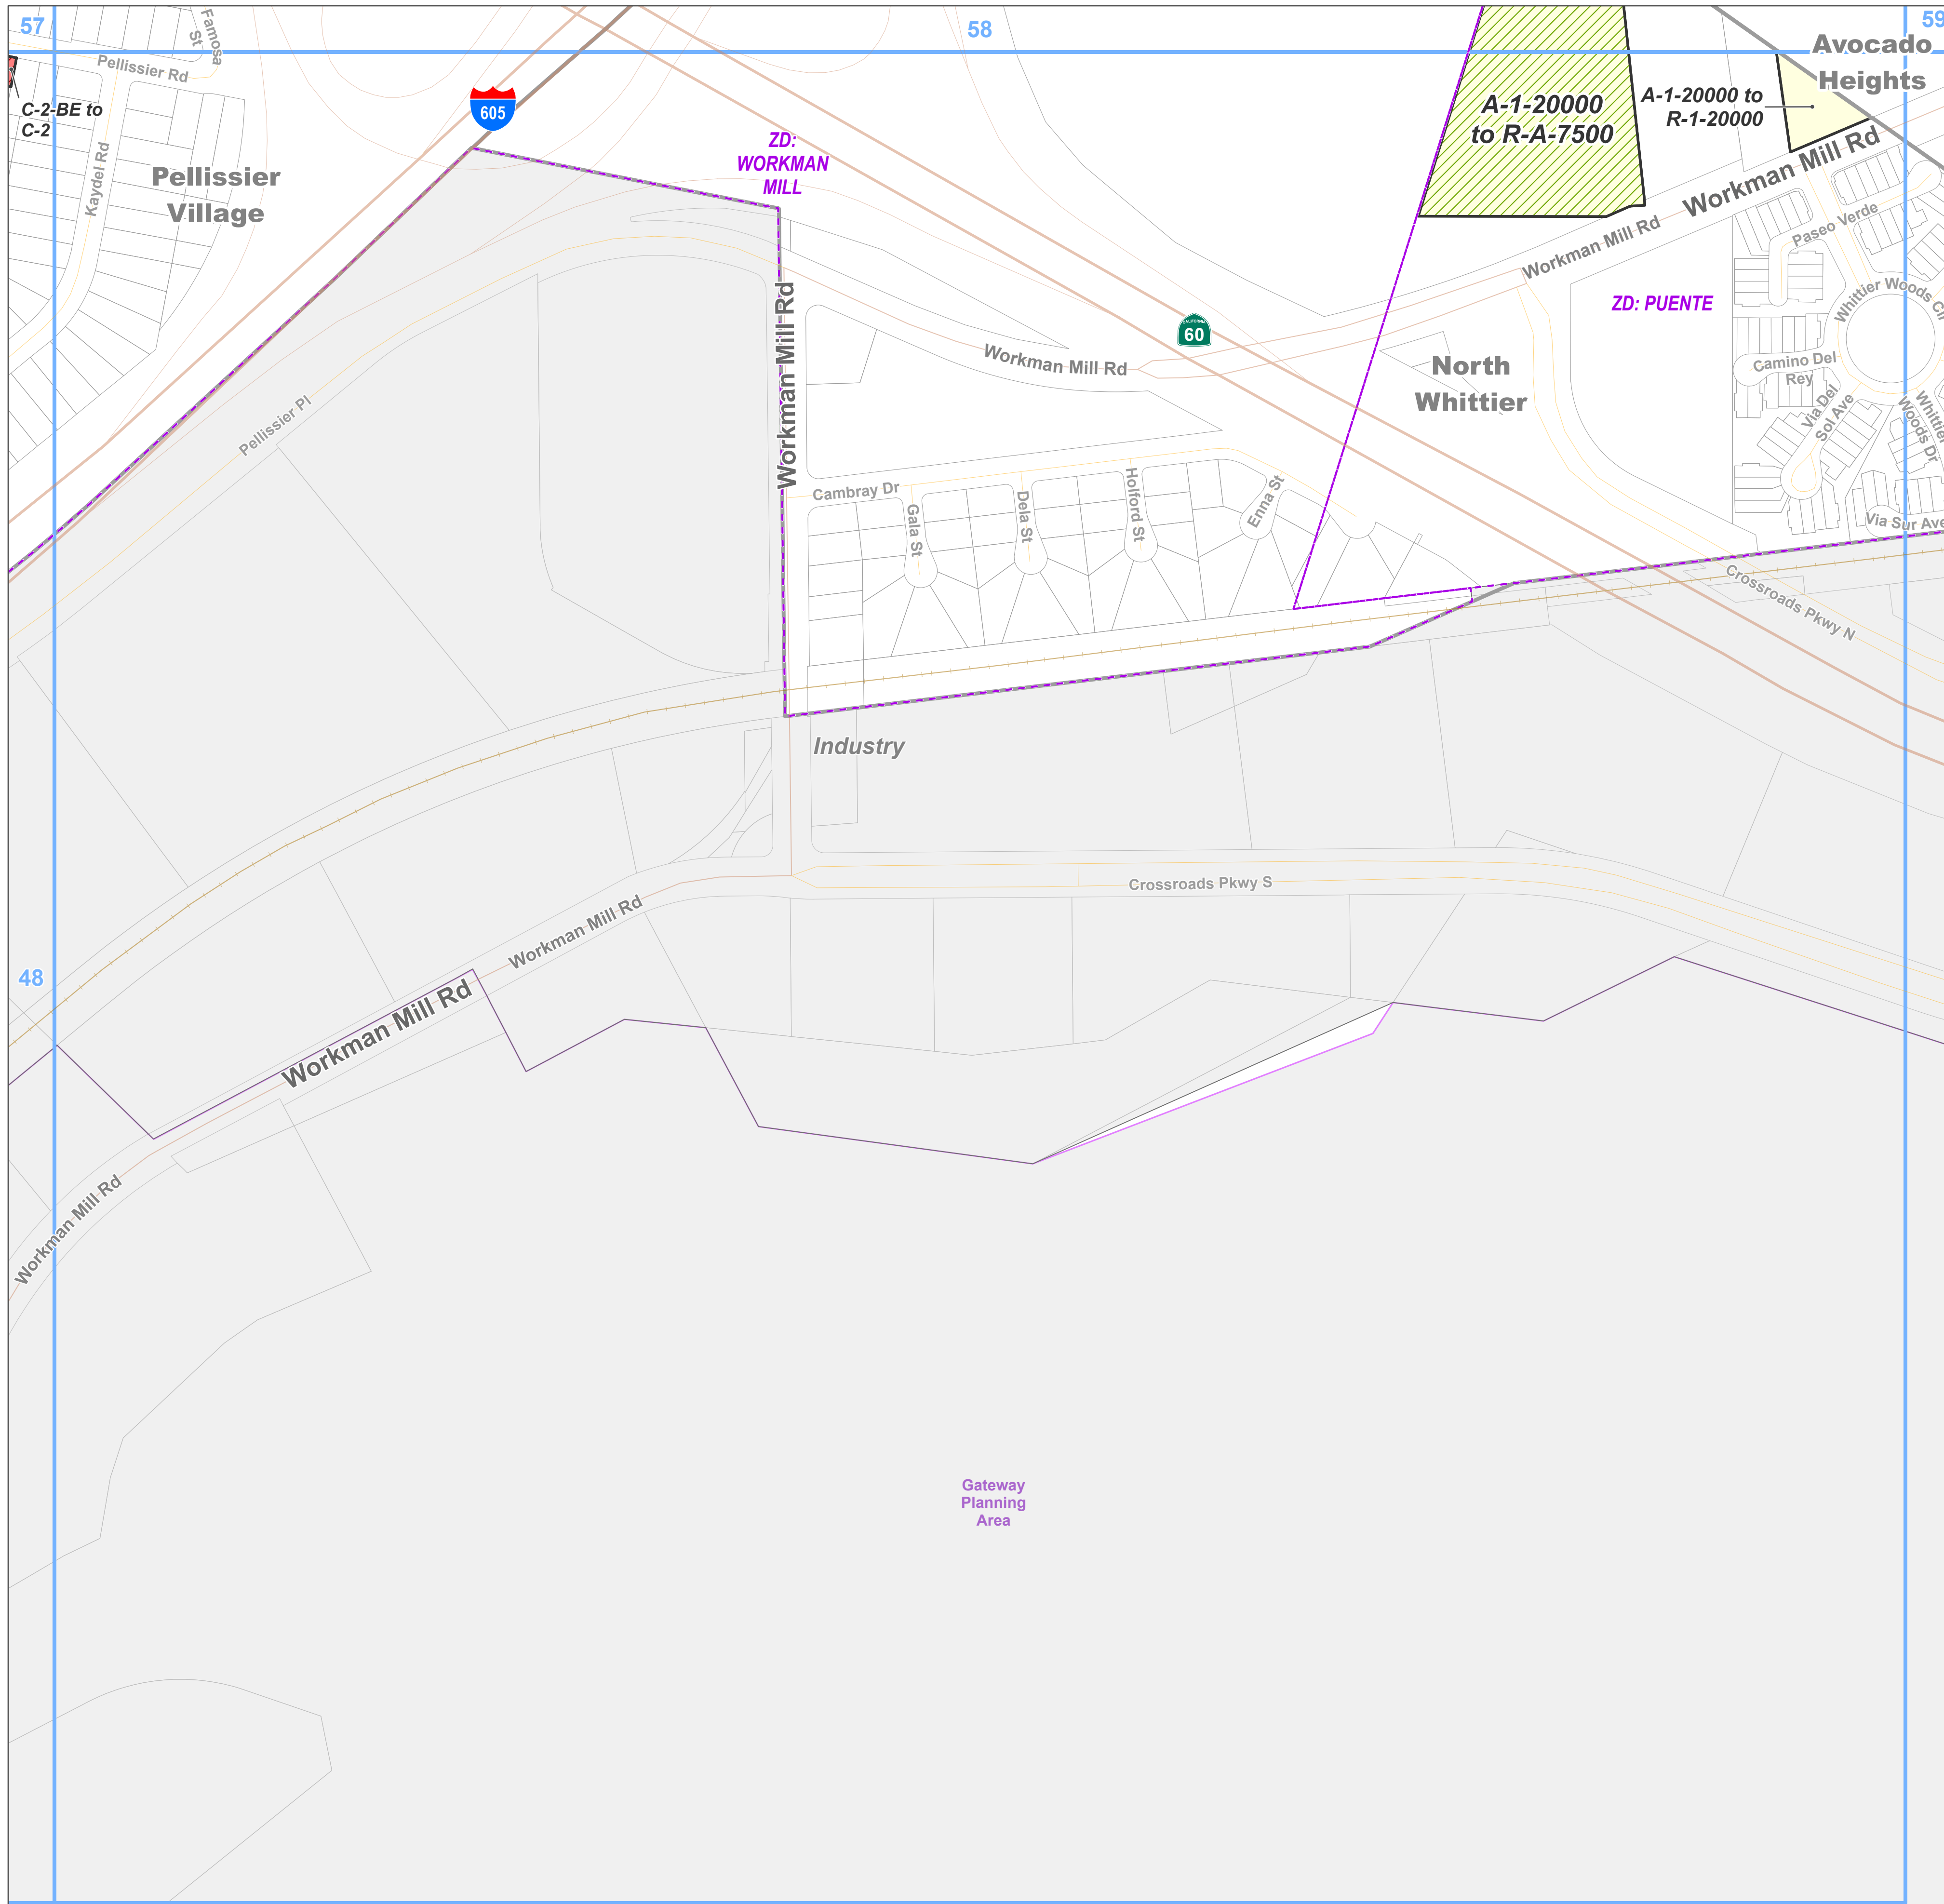 57
58
59
Famosa
St
Pellissier Rd
C-2-BE to
C-2
Kaydel Rd
Pellissier
Village
605
ZD:
WORKMAN
MILL
A-1-20000
to R-A-7500
A-1-20000 to
R-1-20000
Avocado
Heights
Workman Mill Rd
Workman Mill Rd
Paseo Verde
ZD: PUENTE
Whittier Woods Cir
Camino Del
Rey
Via Del
Sol Ave
Whittier
Woods Dr
Via Sur Ave
North
Whittier
CALIFORNIA
60
Workman Mill Rd
Workman Mill Rd
Pellissier Pl
Cambray Dr
Gala St
Dela St
Holford St
Enna St
Crossroads Pkwy N
Industry
Crossroads Pkwy S
Workman Mill Rd
48
Workman Mill Rd
Workman Mill Rd
Gateway
Planning
Area